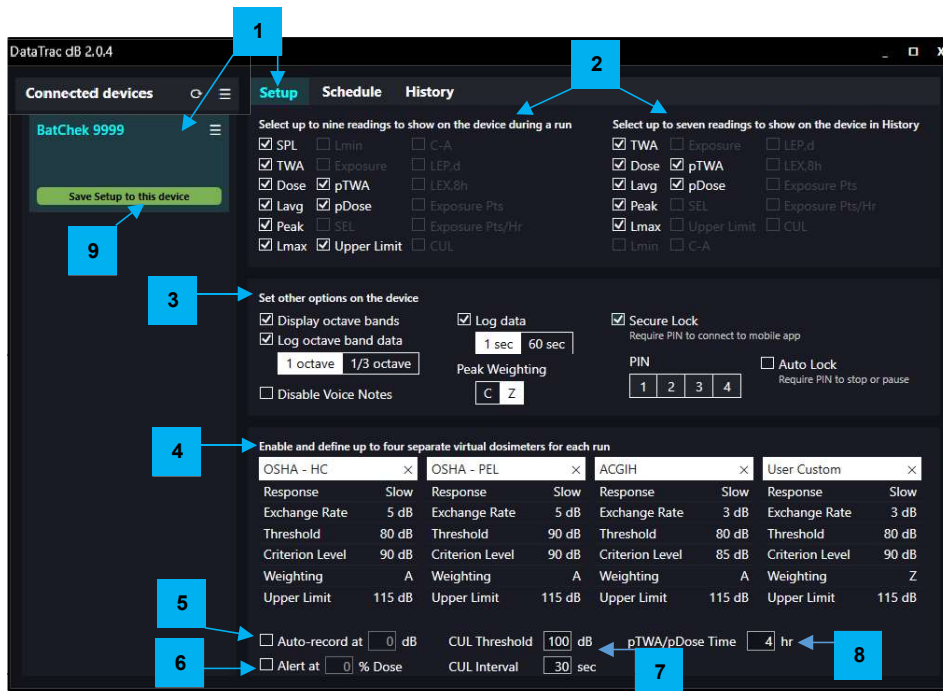 1
DataTrac dB 2.0.4
2
Connected devices
Setup Schedule History
BatChek 9999
Save Setup to this device
9
Select up to nine readings to show on the device during a run
SPL Lmin C-A
TWA Exposure LEP,d
Dose pTWA LEX,8h
Lavg pDose Exposure Pts
Peak SEL Exposure Pts/Hr
Lmax Upper Limit CUL
Select up to seven readings to show on the device in History
TWA Exposure LEP,d
Dose pTWA LEX,8h
Lavg pDose Exposure Pts
Peak SEL Exposure Pts/Hr
Lmax Upper Limit CUL
Lmin C-A
3
Set other options on the device
Display octave bands
Log octave band data
1 octave 1/3 octave
Disable Voice Notes
Log data
1 sec 60 sec
Peak Weighting
C Z
Secure Lock
Require PIN to connect to mobile app
PIN
1 2 3 4
Auto Lock
Require PIN to stop or pause
4
Enable and define up to four separate virtual dosimeters for each run
OSHA - HC × OSHA - PEL × ACGIH × User Custom ×
Response Slow Response Slow Response Slow Response Slow
Exchange Rate 5 dB Exchange Rate 5 dB Exchange Rate 3 dB Exchange Rate 3 dB
Threshold 80 dB Threshold 90 dB Threshold 80 dB Threshold 80 dB
Criterion Level 90 dB Criterion Level 90 dB Criterion Level 85 dB Criterion Level 90 dB
Weighting A Weighting A Weighting A Weighting Z
Upper Limit 115 dB Upper Limit 115 dB Upper Limit 115 dB Upper Limit 115 dB
5
Auto-record at 0 dB CUL Threshold 100 dB pTWA/pDose Time 4 hr
6
Alert at 0 % Dose CUL Interval 30 sec
7
8